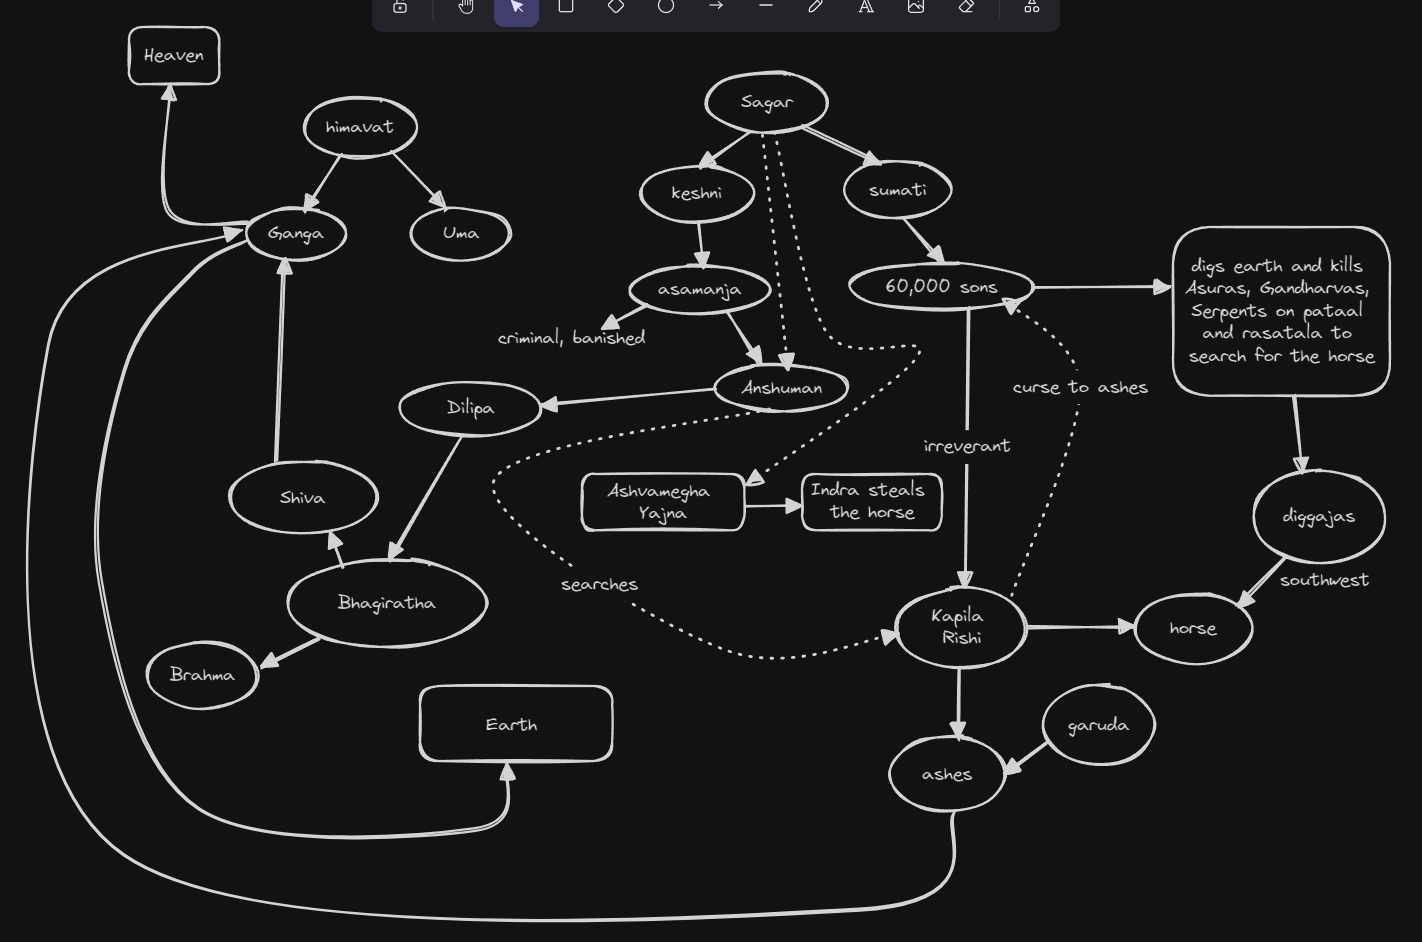 Heaven
himavat
Sagar
keshni
sumati
Ganga
Uma
asamanja
60,000 sons
digs earth and kills
Asuras, Gandharvas,
Serpents on pataal
and rasatala to
search for the horse
criminal, banished
Anshuman
curse to ashes
Dilipa
irreverant
Shiva
Ashvamegha
Yajna
Indra steals
the horse
diggajas
searches
southwest
Bhagiratha
Kapila
Rishi
horse
Brahma
Earth
garuda
ashes